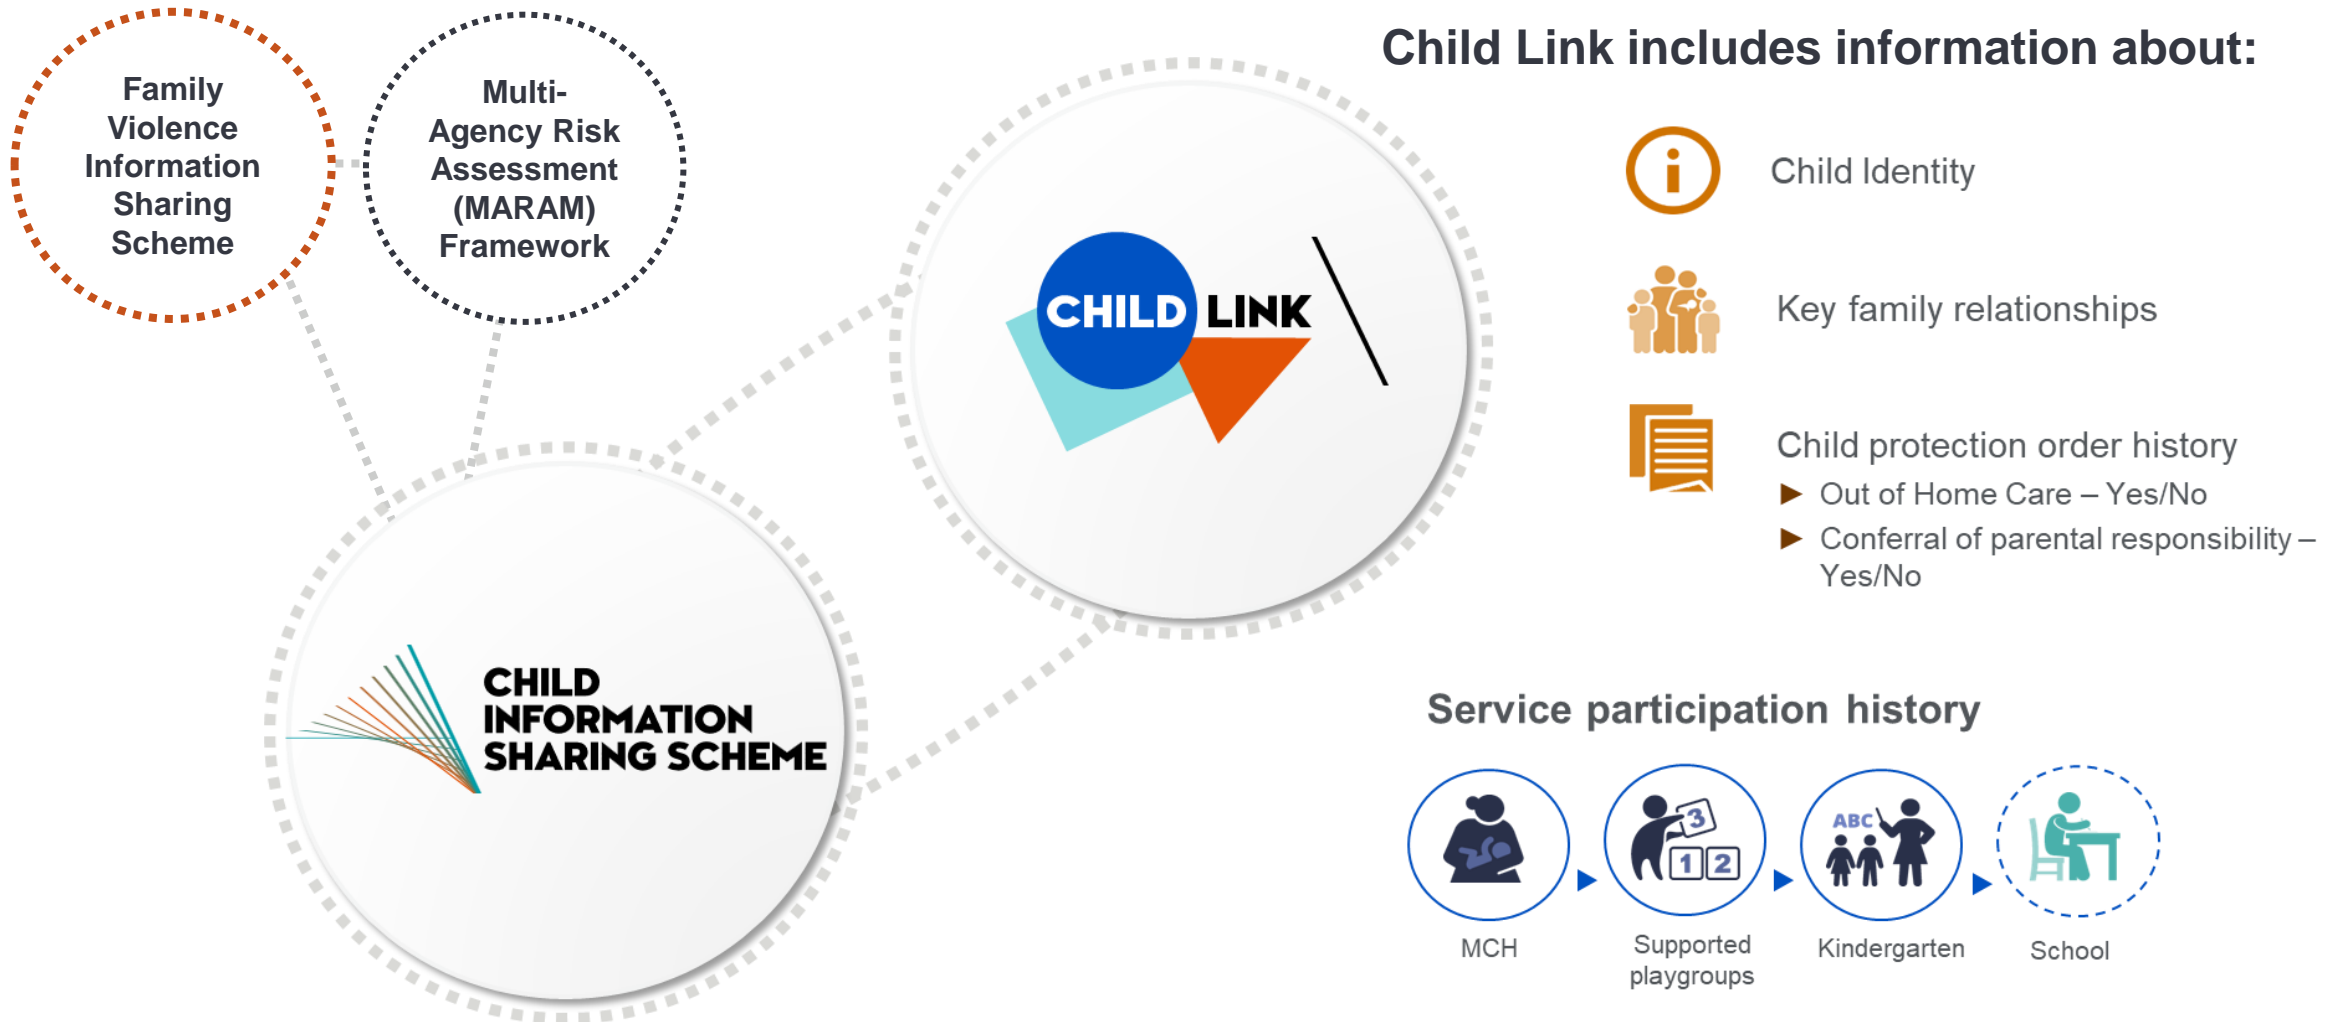 Family
Violence
Information
Sharing
Scheme
Multi-
Agency Risk
Assessment
(MARAM)
Framework
CHILD LINK
CHILD
INFORMATION
SHARING SCHEME
Child Link includes information about:
i
Child Identity
Key family relationships
Child protection order history
► Out of Home Care – Yes/No
► Conferral of parental responsibility –
Yes/No
Service participation history
3
1 2
ABC
MCH
Supported
playgroups
Kindergarten
School